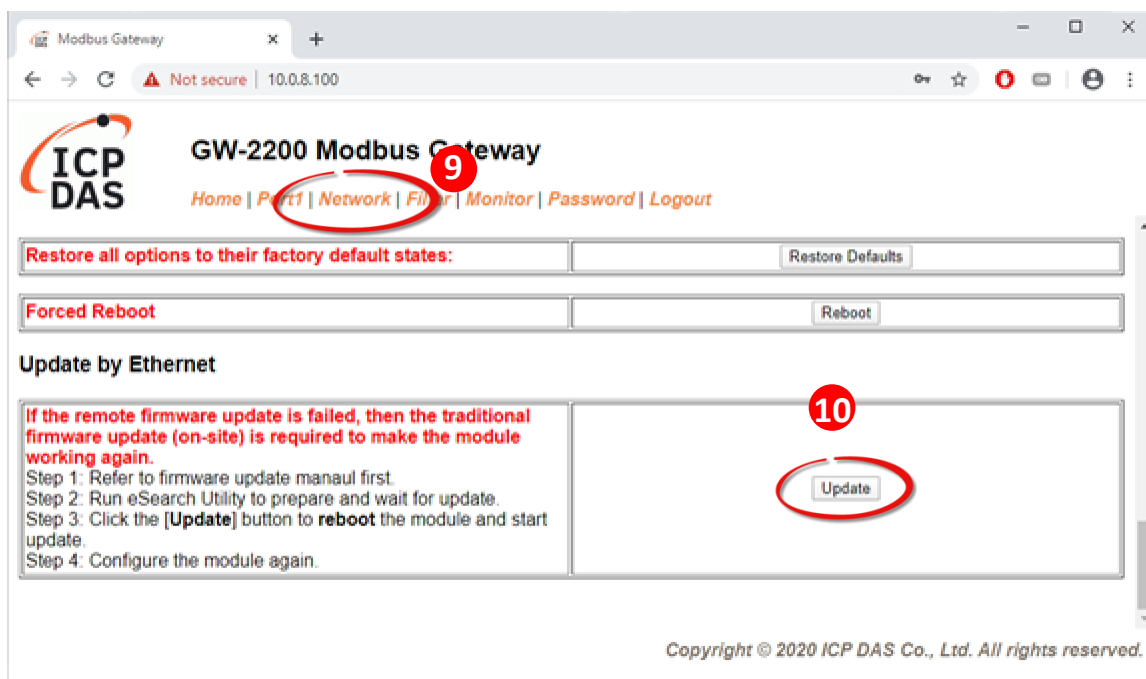 Modbus Gateway
Not secure | 10.0.8.100
ICP
DAS
GW-2200 Modbus Gateway
9
Home | Port1 | Network | Filter | Monitor | Password | Logout
Restore all options to their factory default states:
Restore Defaults
Forced Reboot
Reboot
Update by Ethernet
If the remote firmware update is failed, then the traditional
firmware update (on-site) is required to make the module
working again.
Step 1: Refer to firmware update manaul first.
Step 2: Run eSearch Utility to prepare and wait for update.
Step 3: Click the [Update] button to reboot the module and start
update.
Step 4: Configure the module again.
10
Update
Copyright © 2020 ICP DAS Co., Ltd. All rights reserved.